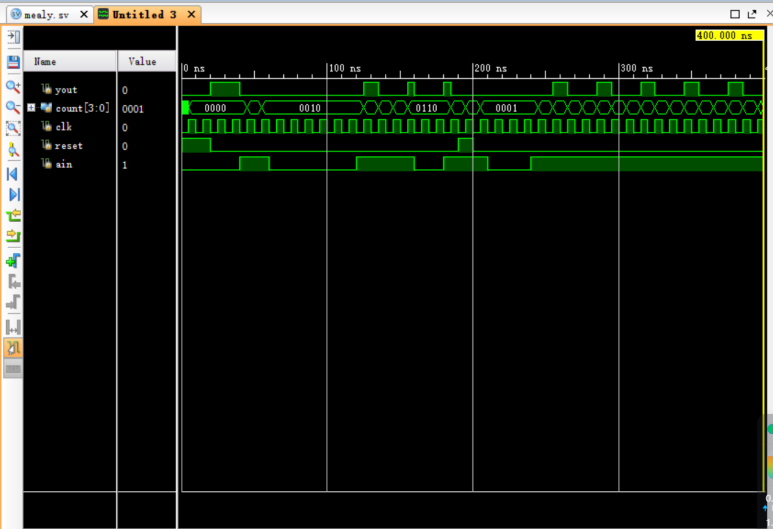 mealy.sv Untitled 3
400.000 ns
Name Value
0 ns 100 ns 200 ns 300 ns
yout 0
count[3:0] 0001 0000 0010 0110 0001
clk 0
reset 0
ain 1